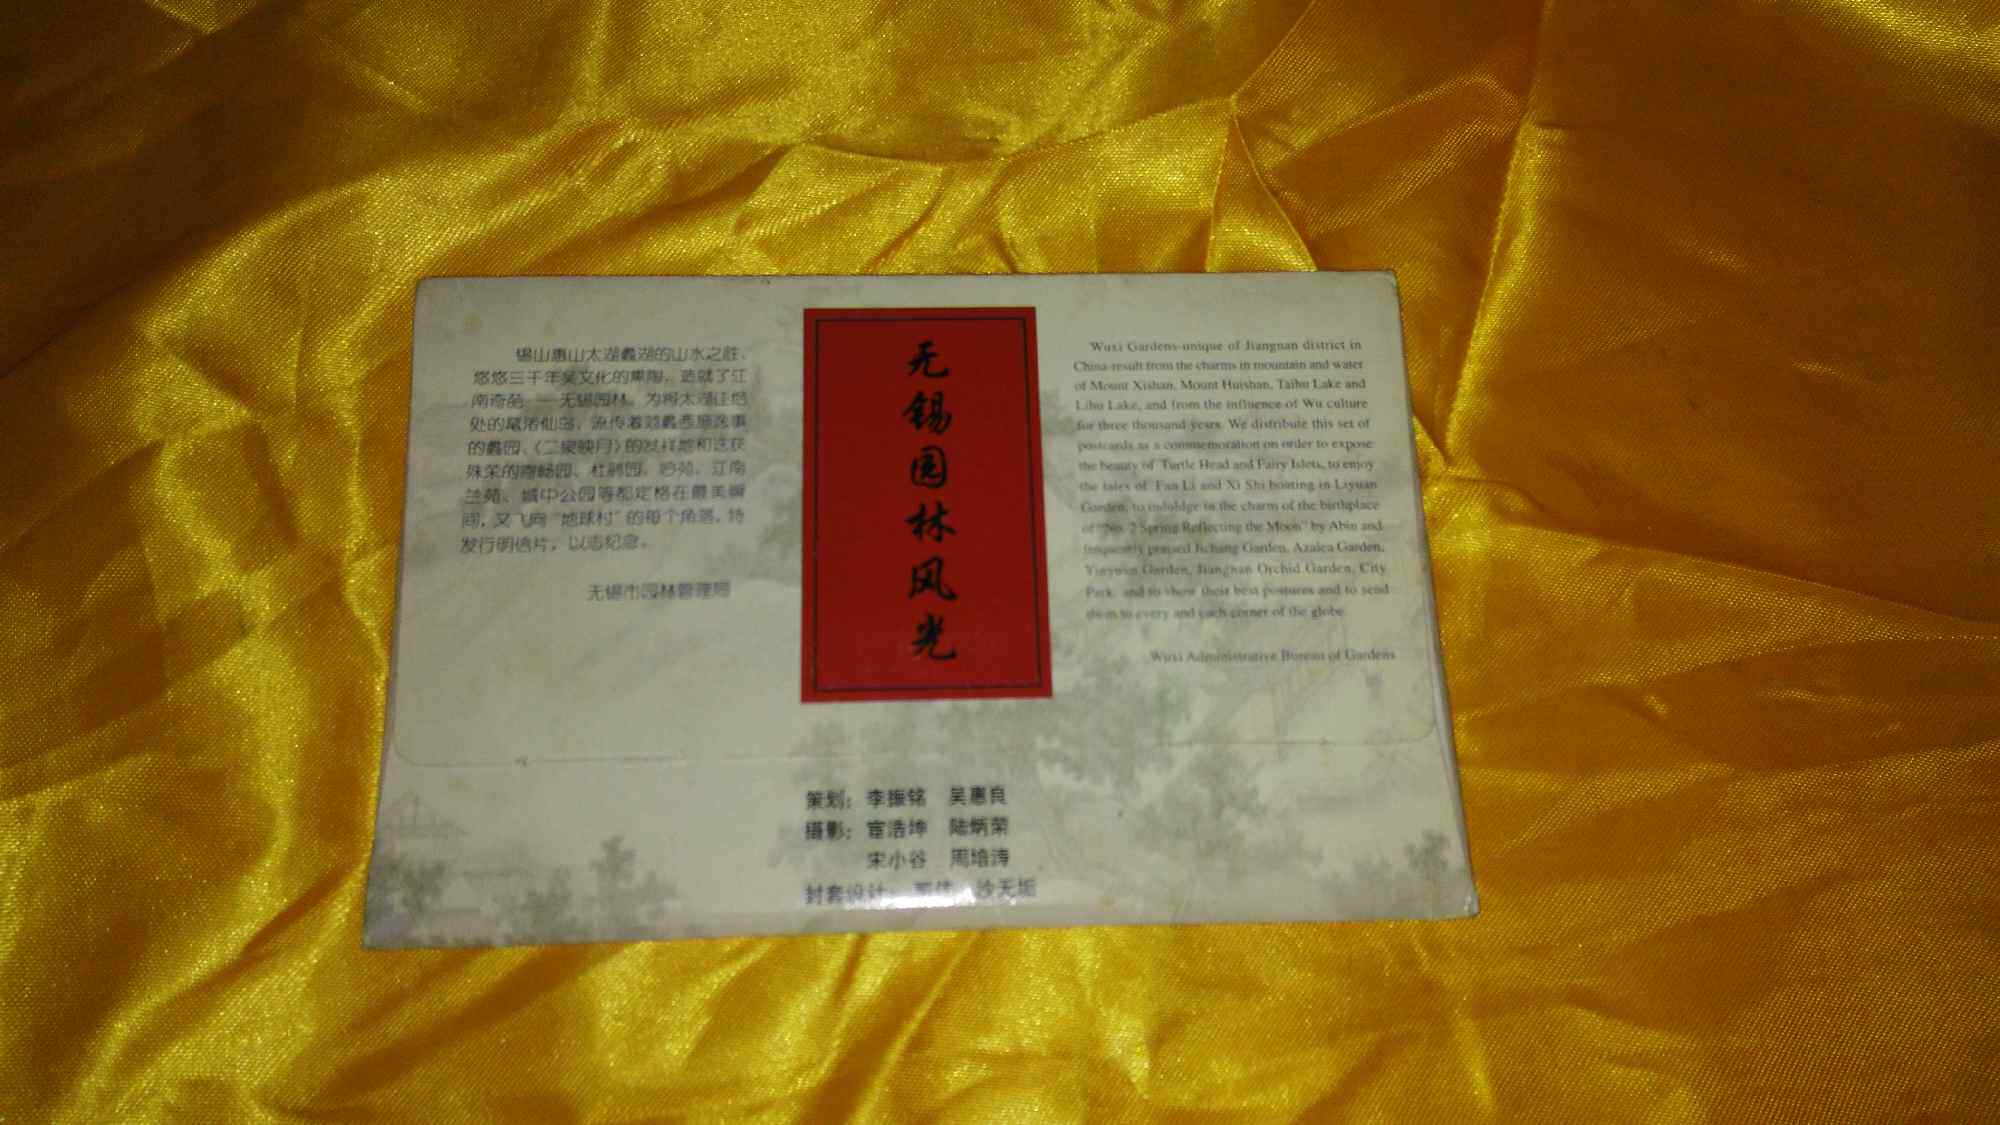 锡山惠山太湖蠡湖的山水之胜、
悠悠三千年吴文化的熏陶，造就了江
南奇葩——无锡园林。为将太湖佳绝
处的鼋渚仙岛，流传着范蠡西施逸事
的蠡园、《二泉映月》的发祥地和迭获
殊荣的寄畅园、杜鹃园、吟苑、江南
兰苑、城中公园等都定格在最美瞬
间，又飞向“地球村”的每个角落，特
发行明信片，以志纪念。
无锡市园林管理局
无锡园林风光
Wuxi Gardens-unique of Jiangnan district in
China-result from the charms in mountain and water
of Mount Xishan, Mount Huishan, Taihu Lake and
Lihu Lake, and from the influence of Wu culture
for three thousand years. We distribute this set of
postcards as a commemoration on order to expose
the beauty of Turtle Head and Fairy Islets, to enjoy
the tales of Fan Li and Xi Shi boating in Liyuan
Garden, to induldge in the charm of the birthplace
of "No. 2 Spring Reflecting the Moon" by Abin and
frequently praised Jichang Garden, Azalea Garden,
Yinyuan Garden, Jiangnan Orchid Garden, City
Park, and to show their best postures and to send
them to every and each corner of the globe
Wuxi Administrative Bureau of Gardens
策划：李振铭 吴惠良
摄影：宣浩坤 陆炳荣
宋小谷 周培涛
封套设计： 沙无垢